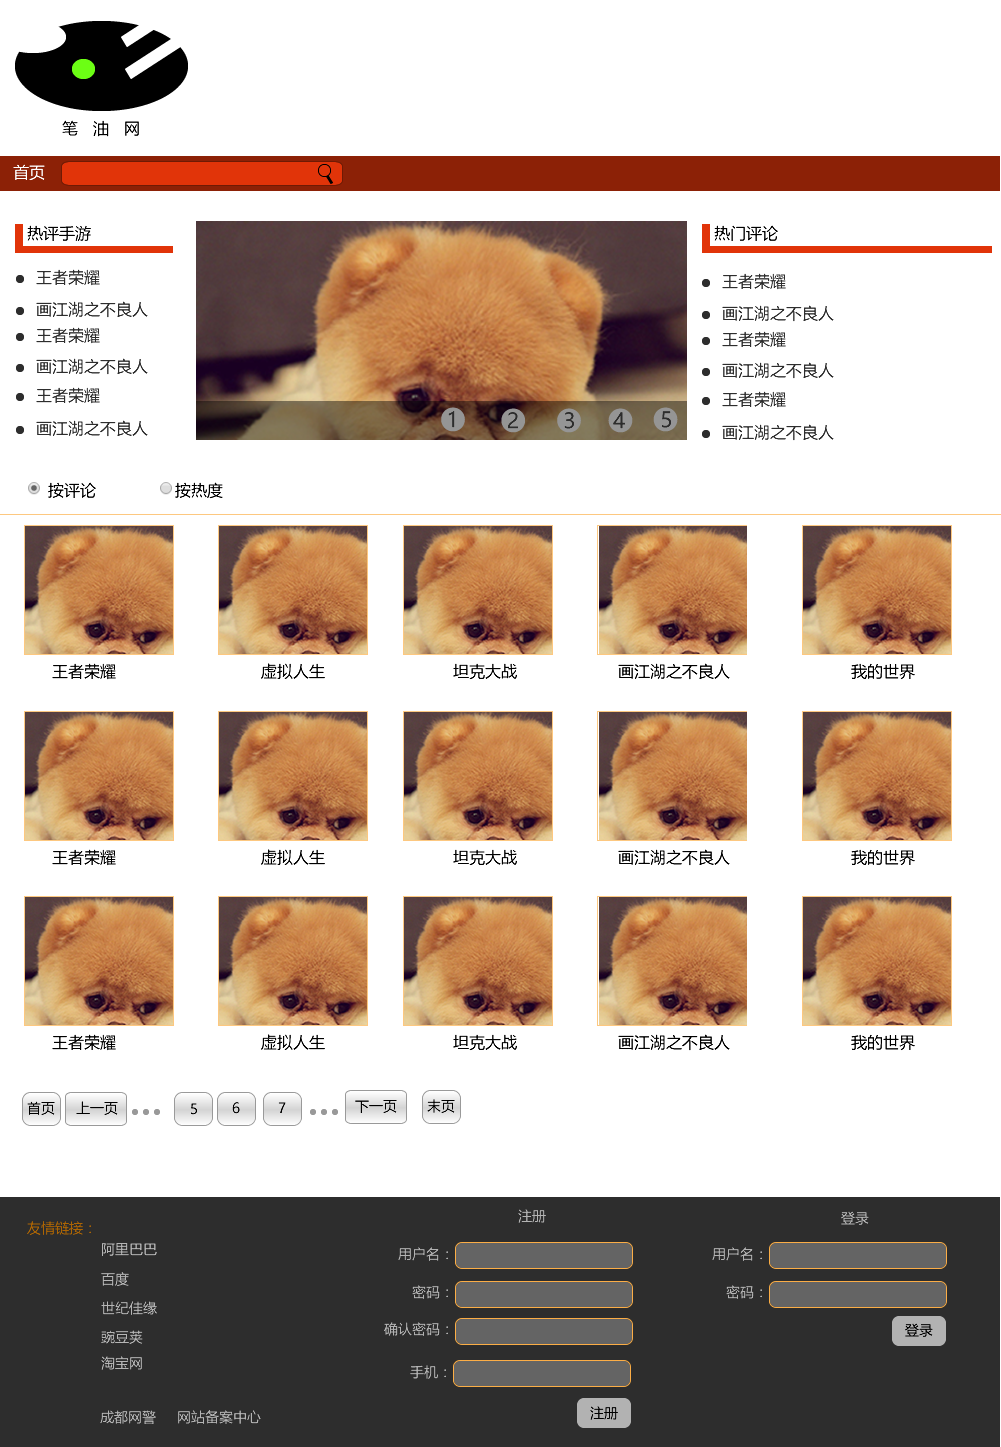 笔 油 网
首页
热评手游
王者荣耀
画江湖之不良人
王者荣耀
画江湖之不良人
王者荣耀
画江湖之不良人
1 2 3 4 5
热门评论
王者荣耀
画江湖之不良人
王者荣耀
画江湖之不良人
王者荣耀
画江湖之不良人
按评论 按热度
王者荣耀 虚拟人生 坦克大战 画江湖之不良人 我的世界
王者荣耀 虚拟人生 坦克大战 画江湖之不良人 我的世界
王者荣耀 虚拟人生 坦克大战 画江湖之不良人 我的世界
首页 上一页 ••• 5 6 7 ••• 下一页 末页
友情链接：
阿里巴巴
百度
世纪佳缘
豌豆荚
淘宝网
成都网警 网站备案中心
注册
用户名：
密码：
确认密码：
手机：
注册
登录
用户名：
密码：
登录